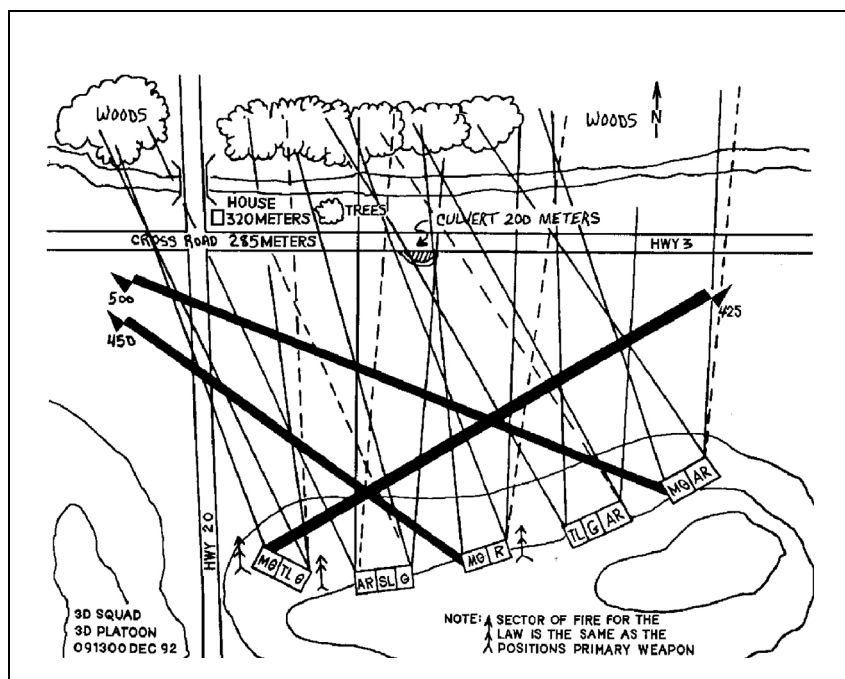 WOODS
WOODS
N
HOUSE
320 METERS
TREES
CULVERT 200 METERS
CROSS ROAD 285 METERS
HWY 3
500
450
425
HWY 20
MG TL G
AR SL G
MG R
TL G AR
MG AR
3D SQUAD
3D PLATOON
091300 DEC 92
NOTE: SECTOR OF FIRE FOR THE
LAW IS THE SAME AS THE
POSITIONS PRIMARY WEAPON